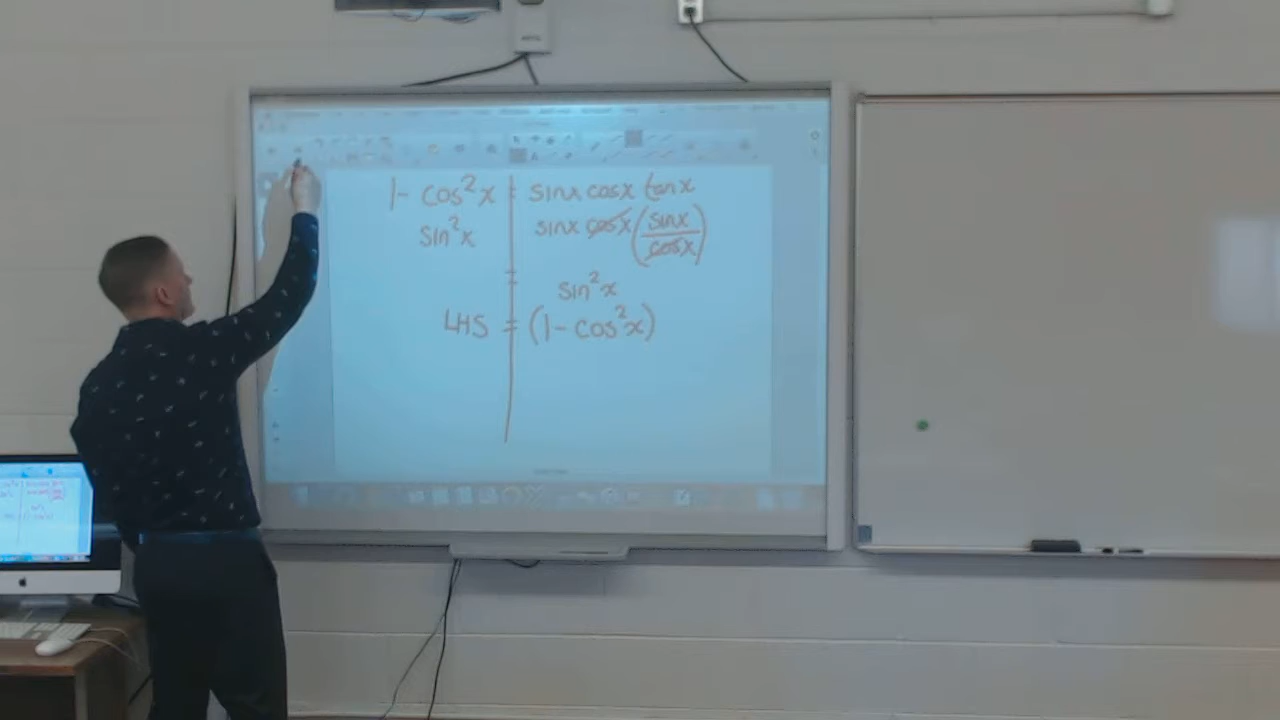 1 - cos²x = sinx cosx tanx
sin²x sinx cosx (sinx/cosx)
= sin²x
LHS = (1 - cos²x)